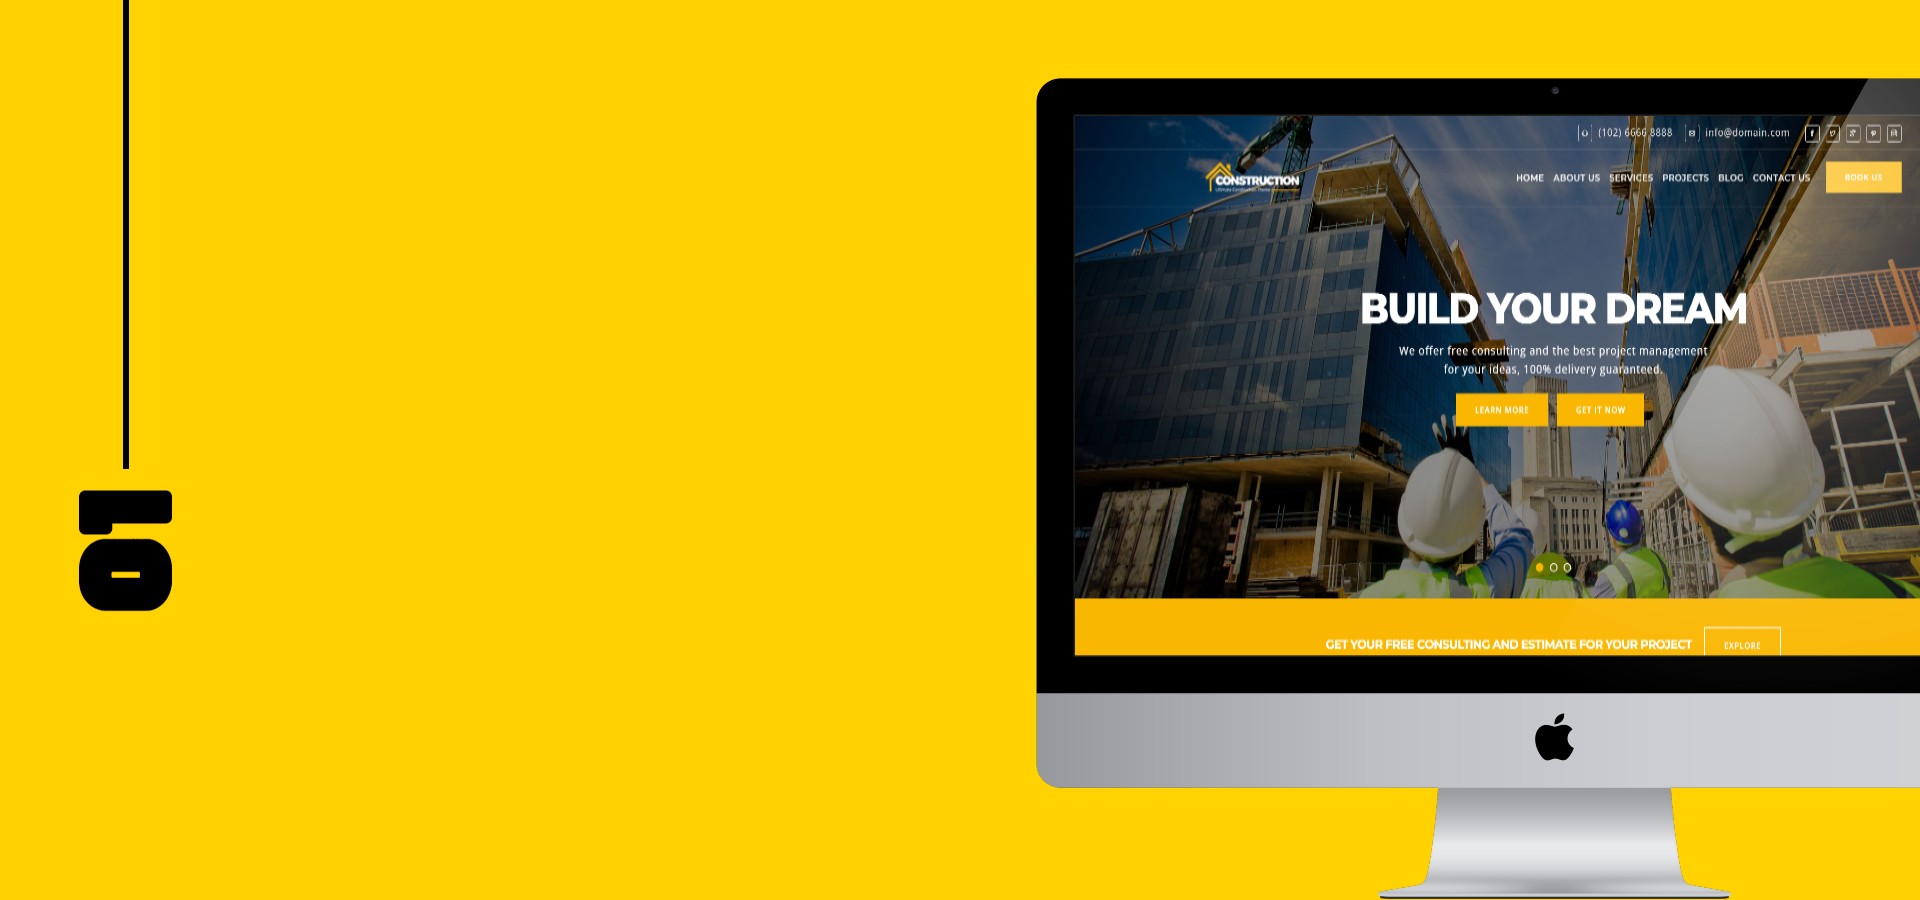 01
(102) 6666 8888
info@domain.com
CONSTRUCTION
HOME ABOUT US SERVICES PROJECTS BLOG CONTACT US
BOOK US
BUILD YOUR DREAM
We offer free consulting and the best project management
for your ideas, 100% delivery guaranteed.
LEARN MORE
GET IT NOW
GET YOUR FREE CONSULTING AND ESTIMATE FOR YOUR PROJECT
EXPLORE